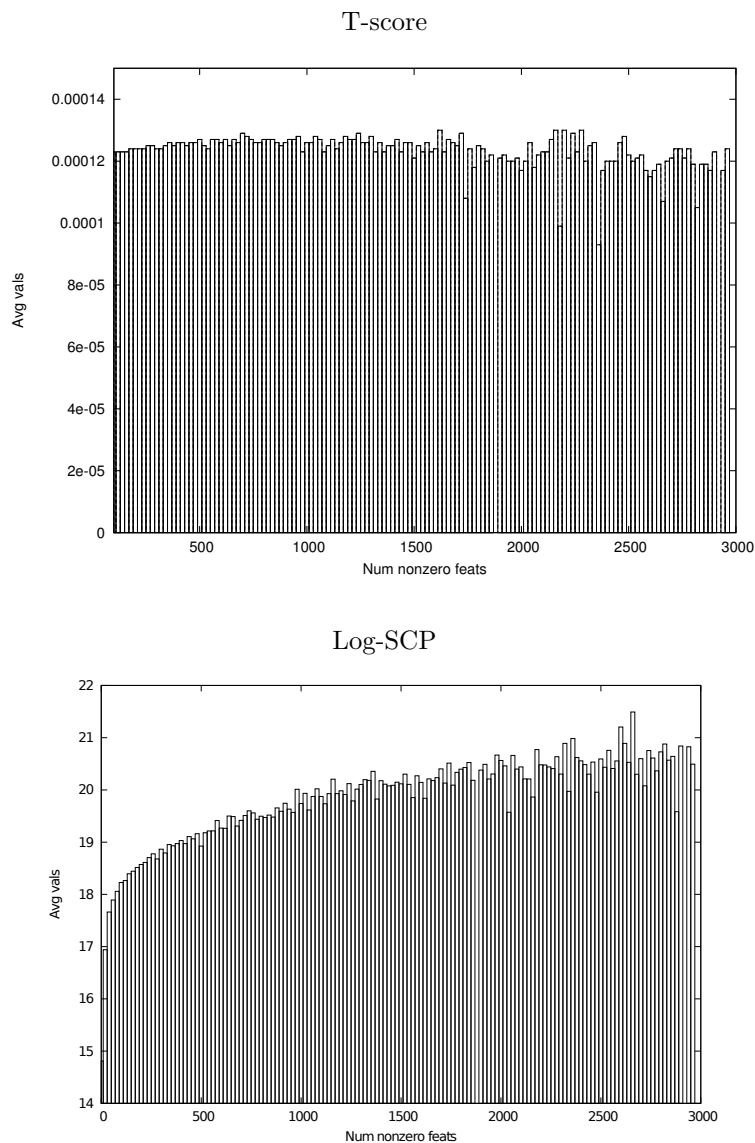 T-score
0.00014
0.00012
0.0001
8e-05
6e-05
4e-05
2e-05
0
Avg vals
500 1000 1500 2000 2500 3000
Num nonzero feats
Log-SCP
22
21
20
19
18
17
16
15
14
Avg vals
0 500 1000 1500 2000 2500 3000
Num nonzero feats